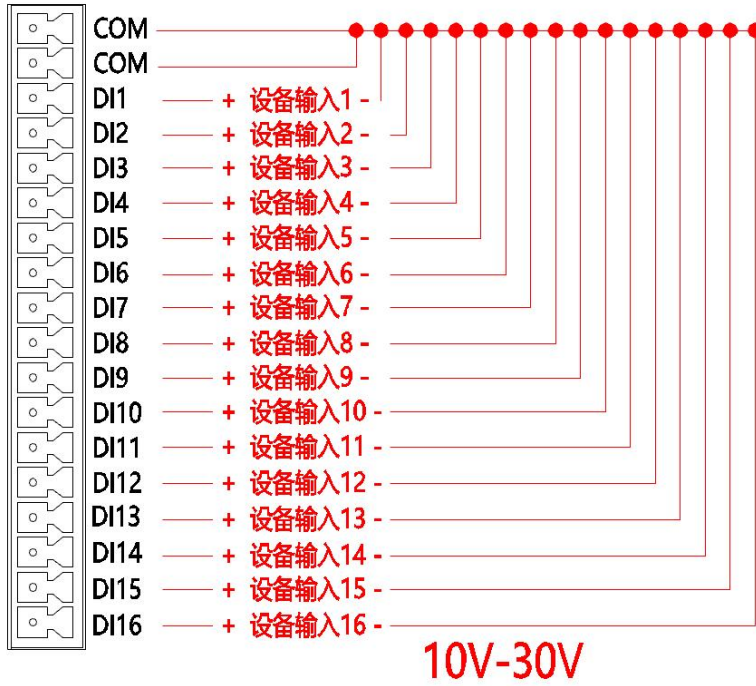 COM
COM
DI1 + 设备输入1 -
DI2 + 设备输入2 -
DI3 + 设备输入3 -
DI4 + 设备输入4 -
DI5 + 设备输入5 -
DI6 + 设备输入6 -
DI7 + 设备输入7 -
DI8 + 设备输入8 -
DI9 + 设备输入9 -
DI10 + 设备输入10 -
DI11 + 设备输入11 -
DI12 + 设备输入12 -
DI13 + 设备输入13 -
DI14 + 设备输入14 -
DI15 + 设备输入15 -
DI16 + 设备输入16 -
10V-30V